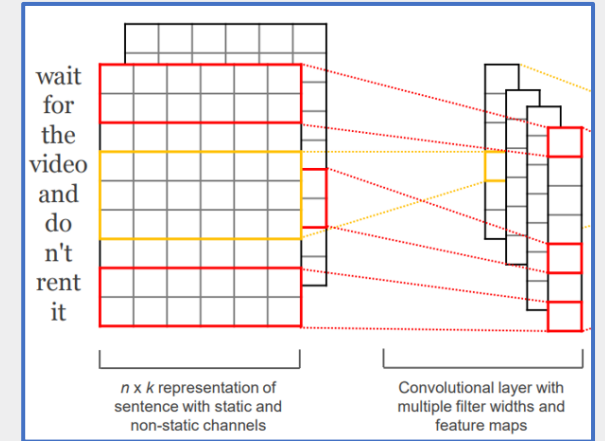 wait
for
the
video
and
do
n't
rent
it
n x k representation of
sentence with static and
non-static channels
Convolutional layer with
multiple filter widths and
feature maps